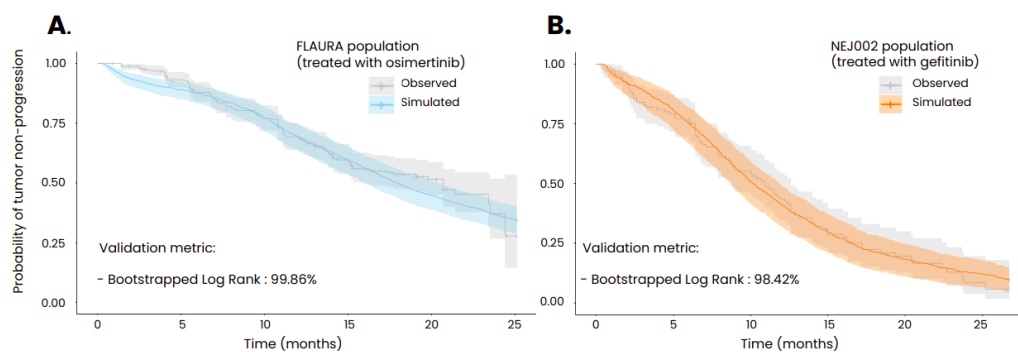 A.
FLAURA population
(treated with osimertinib)
Observed
Simulated
Probability of tumor non-progression
1.00
0.75
0.50
0.25
0.00
Validation metric:
- Bootstrapped Log Rank : 99.86%
0 5 10 15 20 25
Time (months)
B.
NEJ002 population
(treated with gefitinib)
Observed
Simulated
1.00
0.75
0.50
0.25
0.00
Validation metric:
- Bootstrapped Log Rank : 98.42%
0 5 10 15 20 25
Time (months)